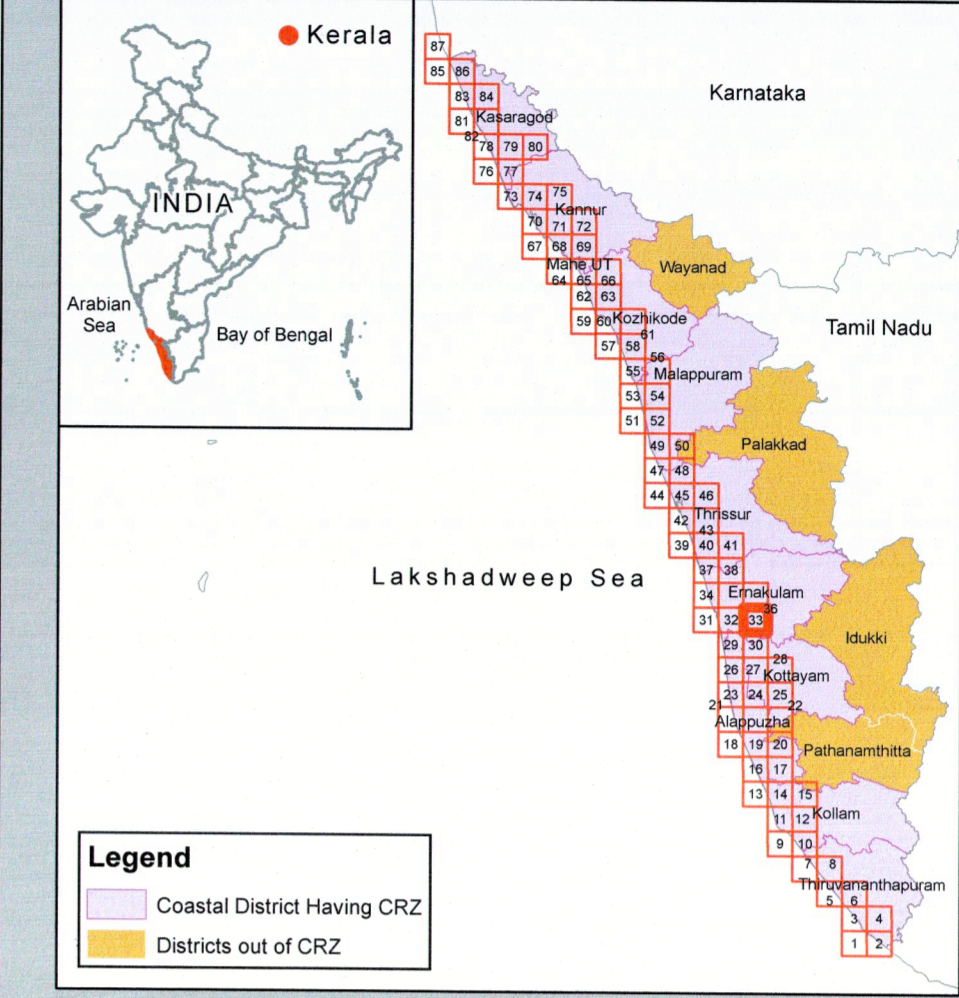 Kerala
INDIA
Arabian
Sea
Bay of Bengal
Karnataka
Tamil Nadu
Lakshadweep Sea
87
85 86
83 84
81 Kasaragod
82
78 79 80
76 77
73 74 75
Kannur
70 71 72
67 68 69
Mahe UT
64 65 66
Wayanad
62 63
59 60 Kozhikode
61
57 58
56
55 Malappuram
53 54
51 52
49 50 Palakkad
47 48
44 45 46
42 Thrissur
43
39 40 41
37 38
34 Ernakulam
36
31 32 33
Idukki
29 30
28
26 27 Kottayam
23 24 25
21 22
Alappuzha
18 19 20 Pathanamthitta
16 17
13 14 15
11 12 Kollam
9 10
7 8
Thiruvananthapuram
5 6
3 4
1 2
Legend
Coastal District Having CRZ
Districts out of CRZ